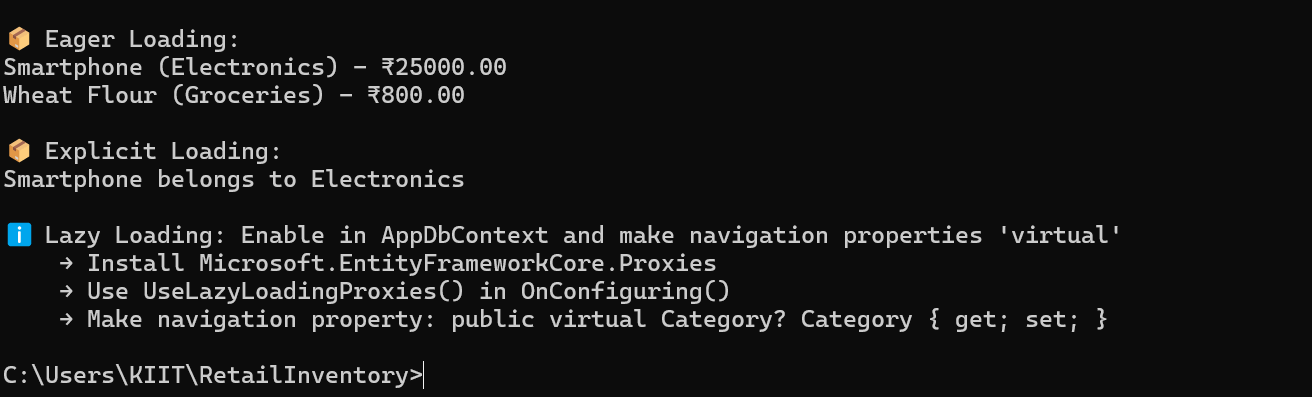 📦 Eager Loading:
Smartphone (Electronics) - ₹25000.00
Wheat Flour (Groceries) - ₹800.00
📦 Explicit Loading:
Smartphone belongs to Electronics
ℹ️ Lazy Loading: Enable in AppDbContext and make navigation properties 'virtual'
→ Install Microsoft.EntityFrameworkCore.Proxies
→ Use UseLazyLoadingProxies() in OnConfiguring()
→ Make navigation property: public virtual Category? Category { get; set; }
C:\Users\KIIT\RetailInventory>